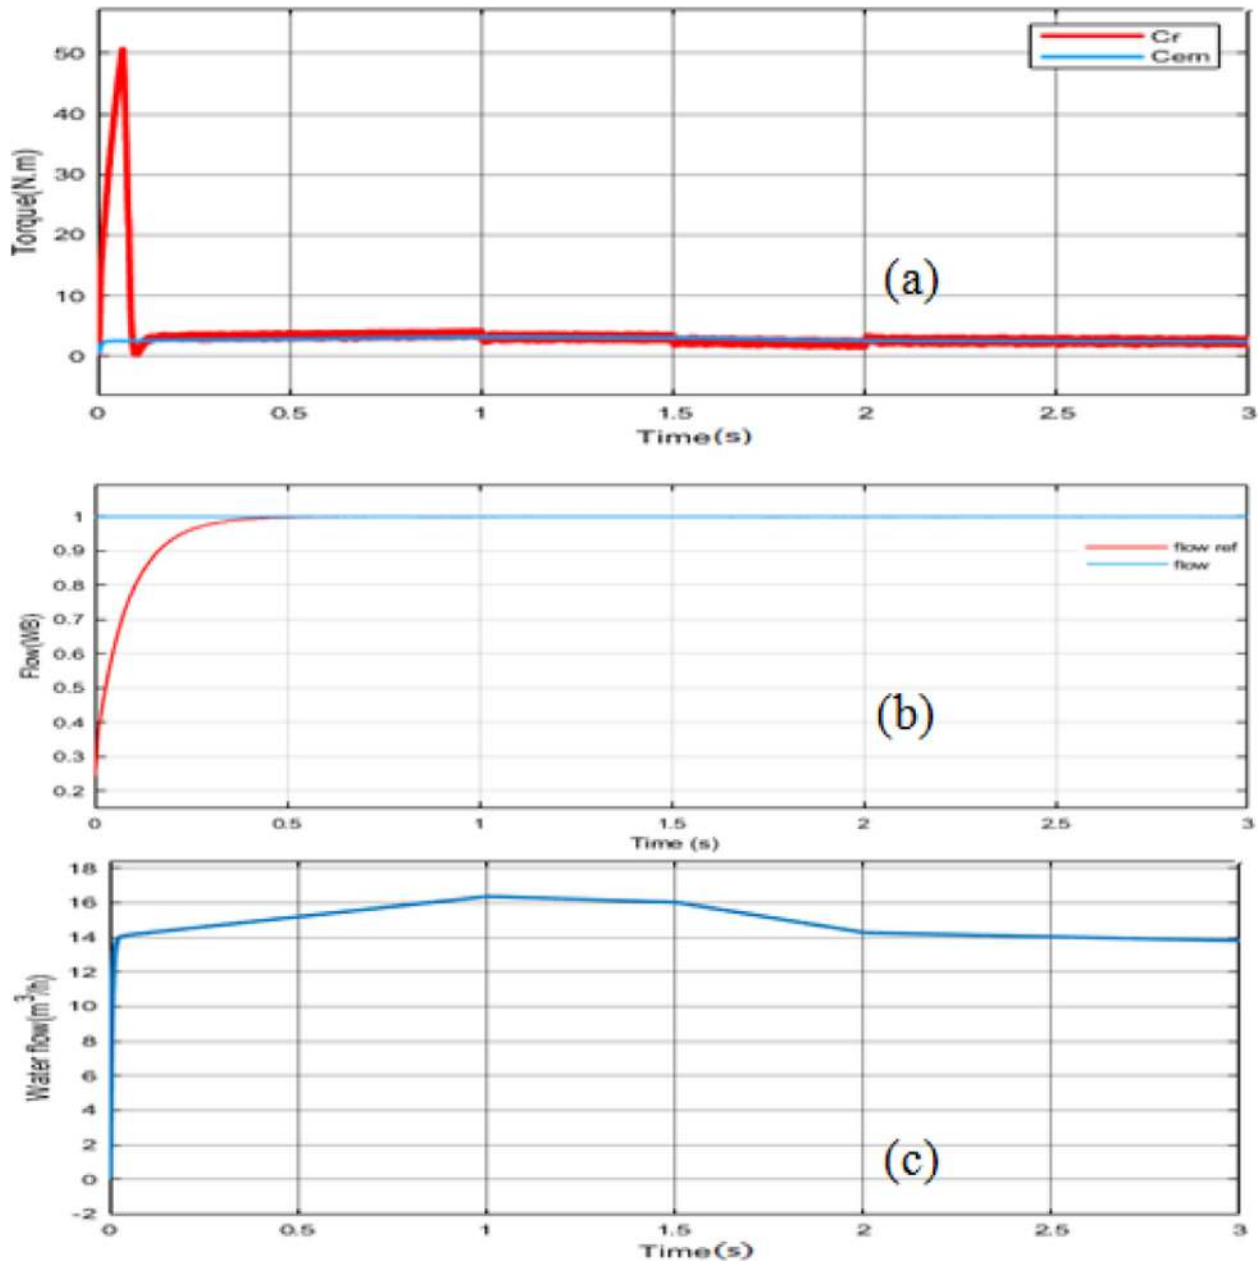 Cr
Cem
50
40
30
20
10
0
Torque(N.m)
(a)
0 0.5 1 1.5 2 2.5 3
Time(s)
1
0.9
0.8
0.7
0.6
0.5
0.4
0.3
0.2
Flow(WB)
flow ref
flow
(b)
0 0.5 1 1.5 2 2.5 3
Time (s)
18
16
14
12
10
8
6
4
2
0
-2
Water flow(m³/h)
(c)
0 0.5 1 1.5 2 2.5 3
Time(s)